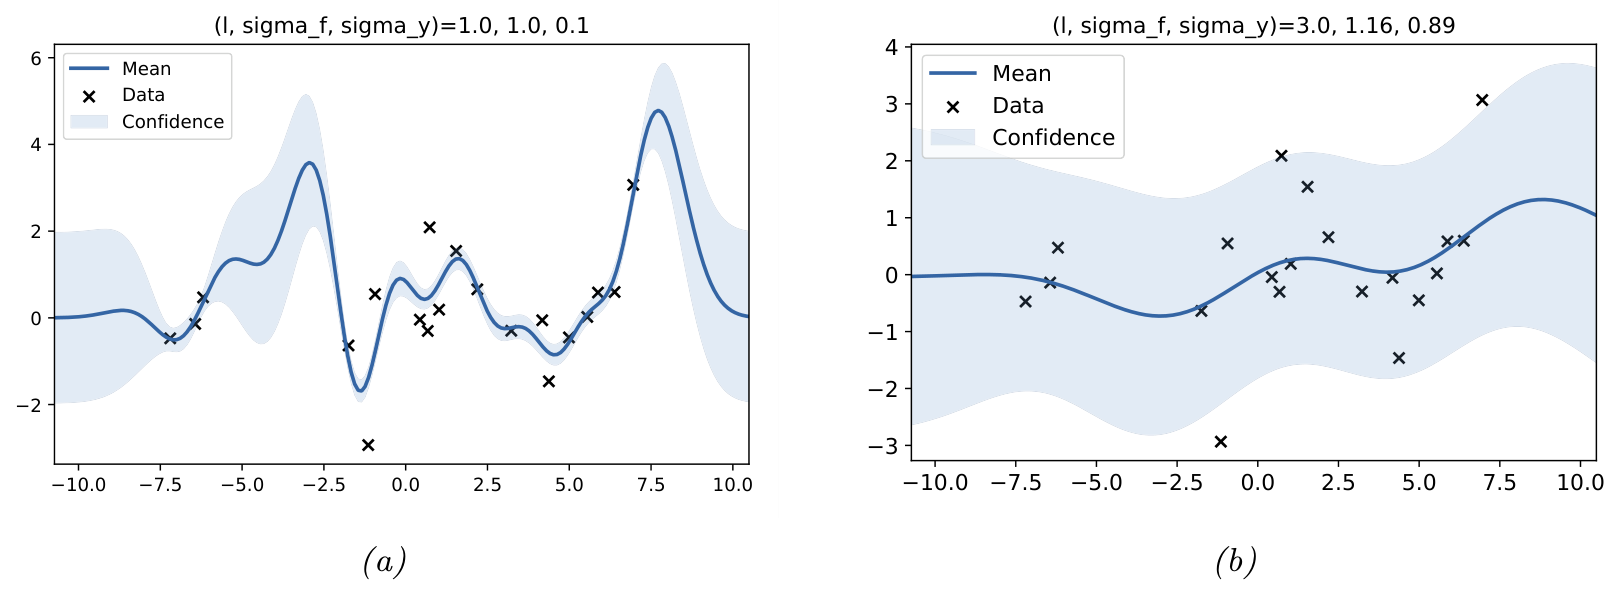 (l, sigma_f, sigma_y)=1.0, 1.0, 0.1
6
4
2
0
−2
Mean
Data
Confidence
−10.0 −7.5 −5.0 −2.5 0.0 2.5 5.0 7.5 10.0
(a)
(l, sigma_f, sigma_y)=3.0, 1.16, 0.89
4
3
2
1
0
−1
−2
−3
Mean
Data
Confidence
−10.0 −7.5 −5.0 −2.5 0.0 2.5 5.0 7.5 10.0
(b)